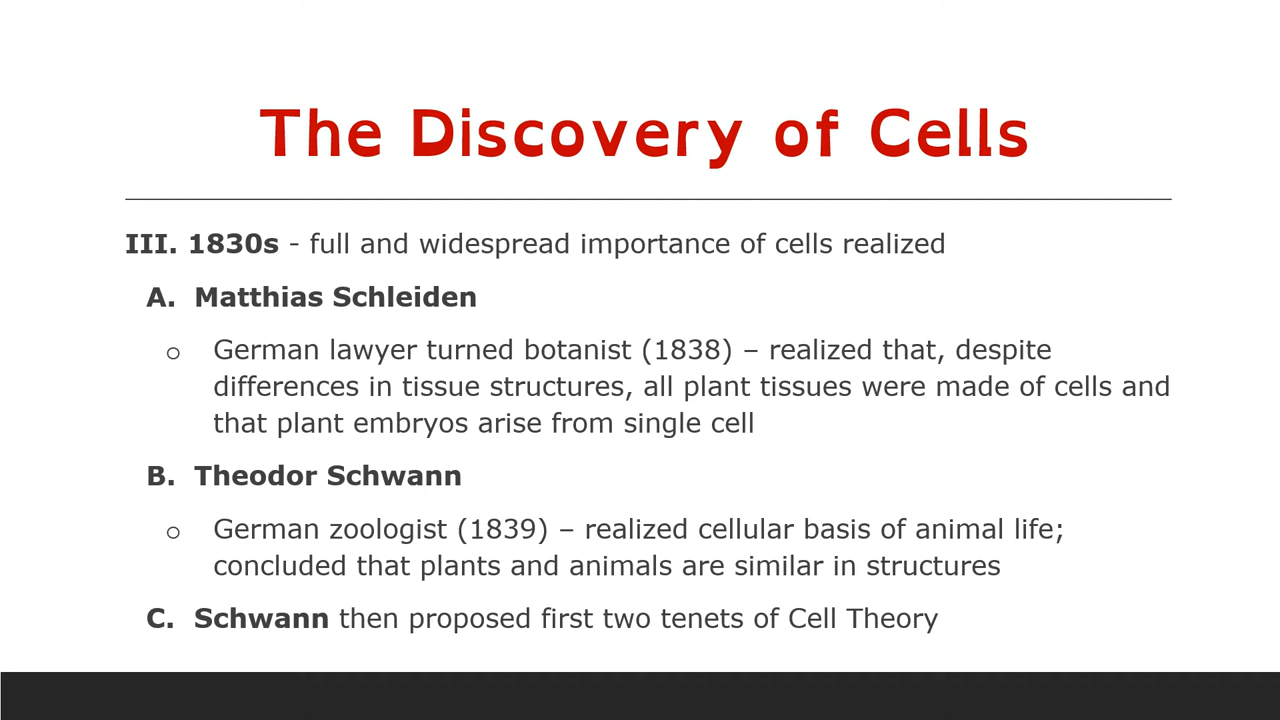 The Discovery of Cells
III. 1830s - full and widespread importance of cells realized
A. Matthias Schleiden
o German lawyer turned botanist (1838) – realized that, despite
differences in tissue structures, all plant tissues were made of cells and
that plant embryos arise from single cell
B. Theodor Schwann
o German zoologist (1839) – realized cellular basis of animal life;
concluded that plants and animals are similar in structures
C. Schwann then proposed first two tenets of Cell Theory